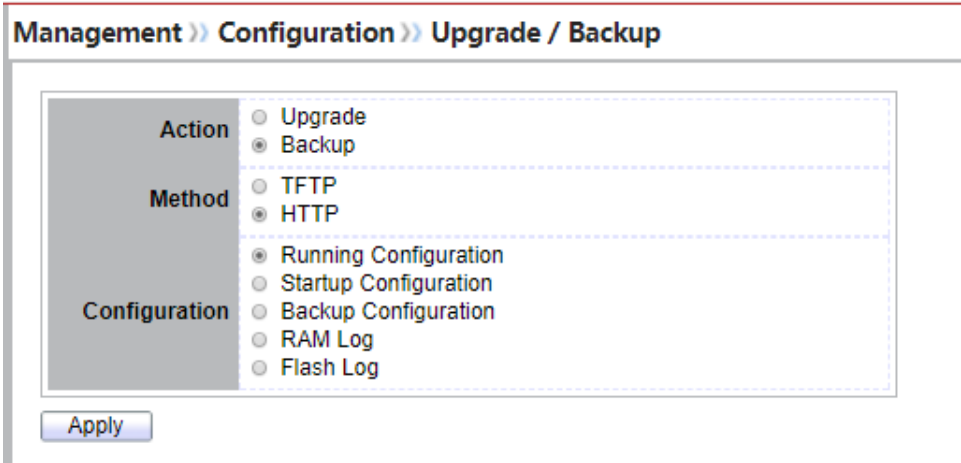 Management » Configuration » Upgrade / Backup
Action
Upgrade
Backup
Method
TFTP
HTTP
Configuration
Running Configuration
Startup Configuration
Backup Configuration
RAM Log
Flash Log
Apply